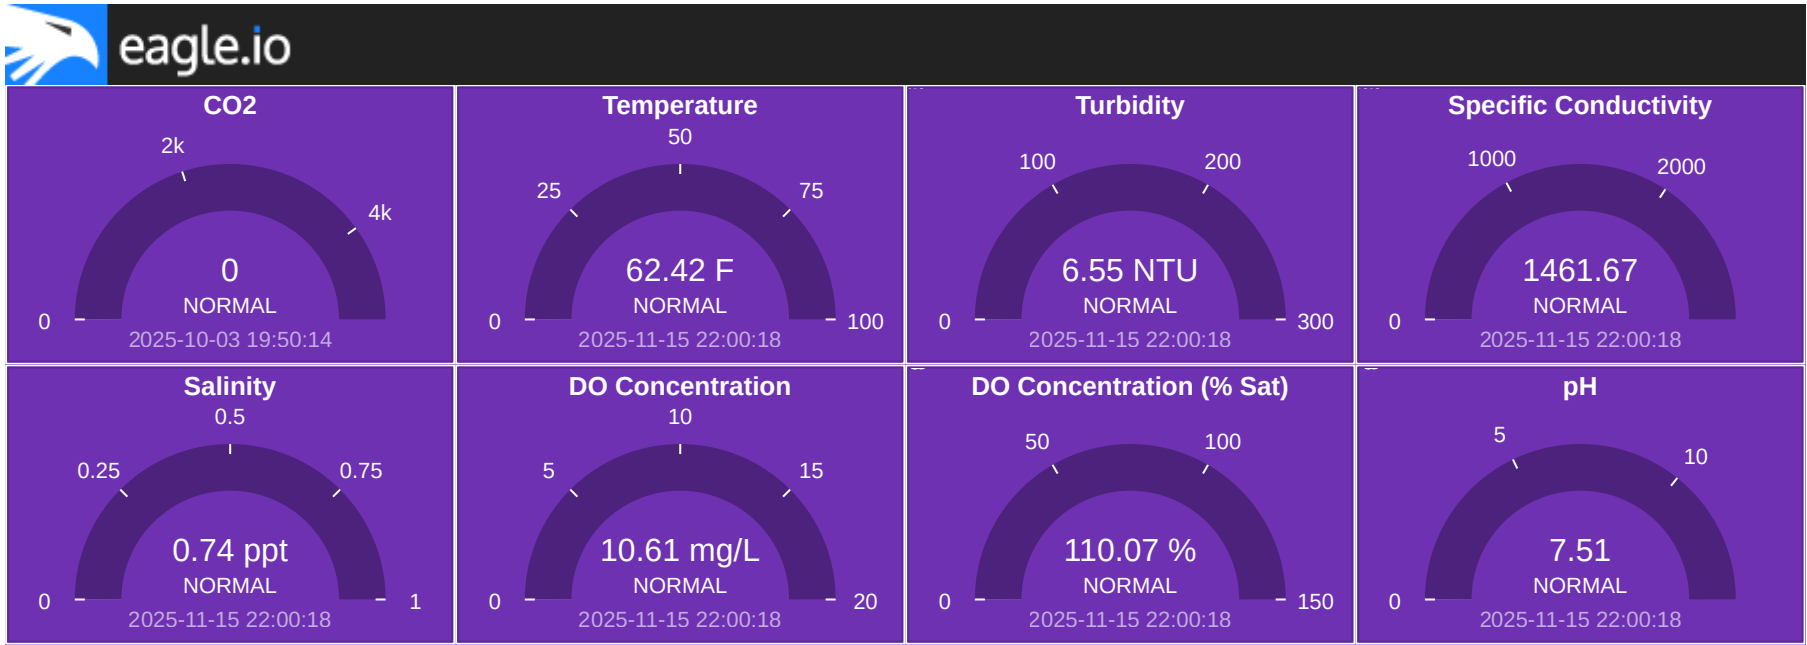 eagle.io
CO2
2k
4k
0
0
NORMAL
2025-10-03 19:50:14
Temperature
50
25
75
62.42 F
NORMAL
0
100
2025-11-15 22:00:18
Turbidity
100
200
6.55 NTU
NORMAL
0
300
2025-11-15 22:00:18
Specific Conductivity
1000
2000
1461.67
NORMAL
0
2025-11-15 22:00:18
Salinity
0.5
0.25
0.75
0.74 ppt
NORMAL
0
1
2025-11-15 22:00:18
DO Concentration
10
5
15
10.61 mg/L
NORMAL
0
20
2025-11-15 22:00:18
DO Concentration (% Sat)
50
100
110.07 %
NORMAL
0
150
2025-11-15 22:00:18
pH
5
10
7.51
NORMAL
0
2025-11-15 22:00:18